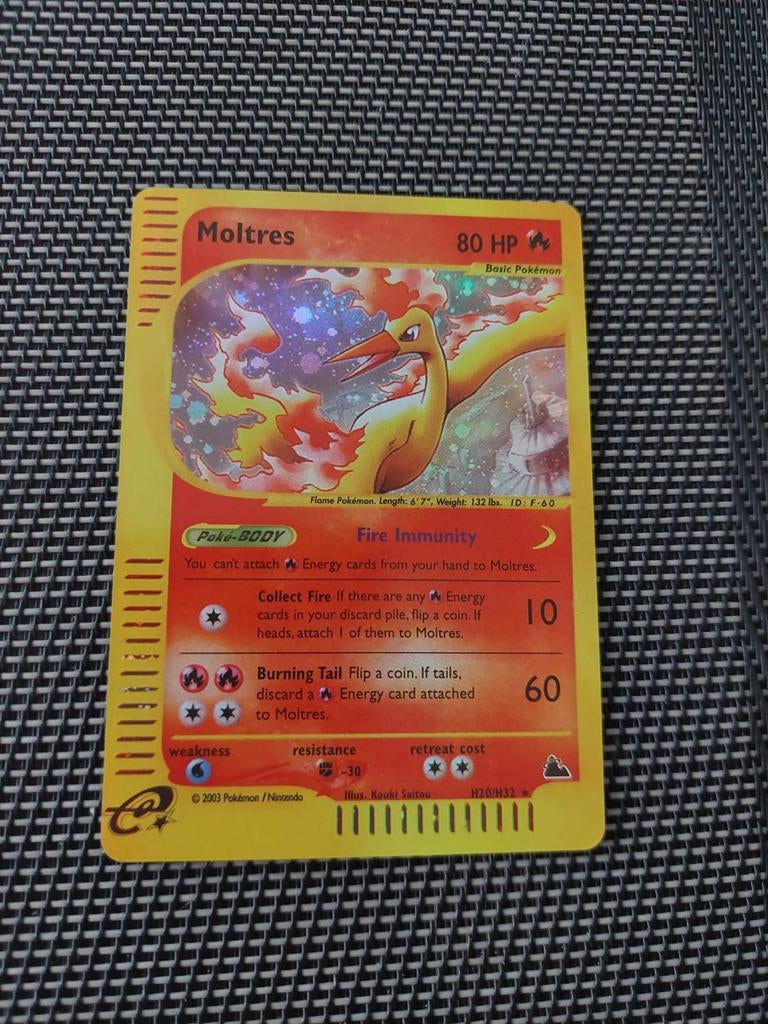 Moltres
80 HP
Basic Pokémon
Flame Pokémon. Length: 6' 7", Weight: 132 lbs. ID: F-60
Poké-BODY Fire Immunity
You can't attach Energy cards from your hand to Moltres.
Collect Fire If there are any Energy
cards in your discard pile, flip a coin. If
heads, attach 1 of them to Moltres.
10
Burning Tail Flip a coin. If tails,
discard a Energy card attached
to Moltres.
60
weakness resistance retreat cost
-30
e
© 2003 Pokémon / Nintendo Illus. Kouki Saitou H20/H32 ★